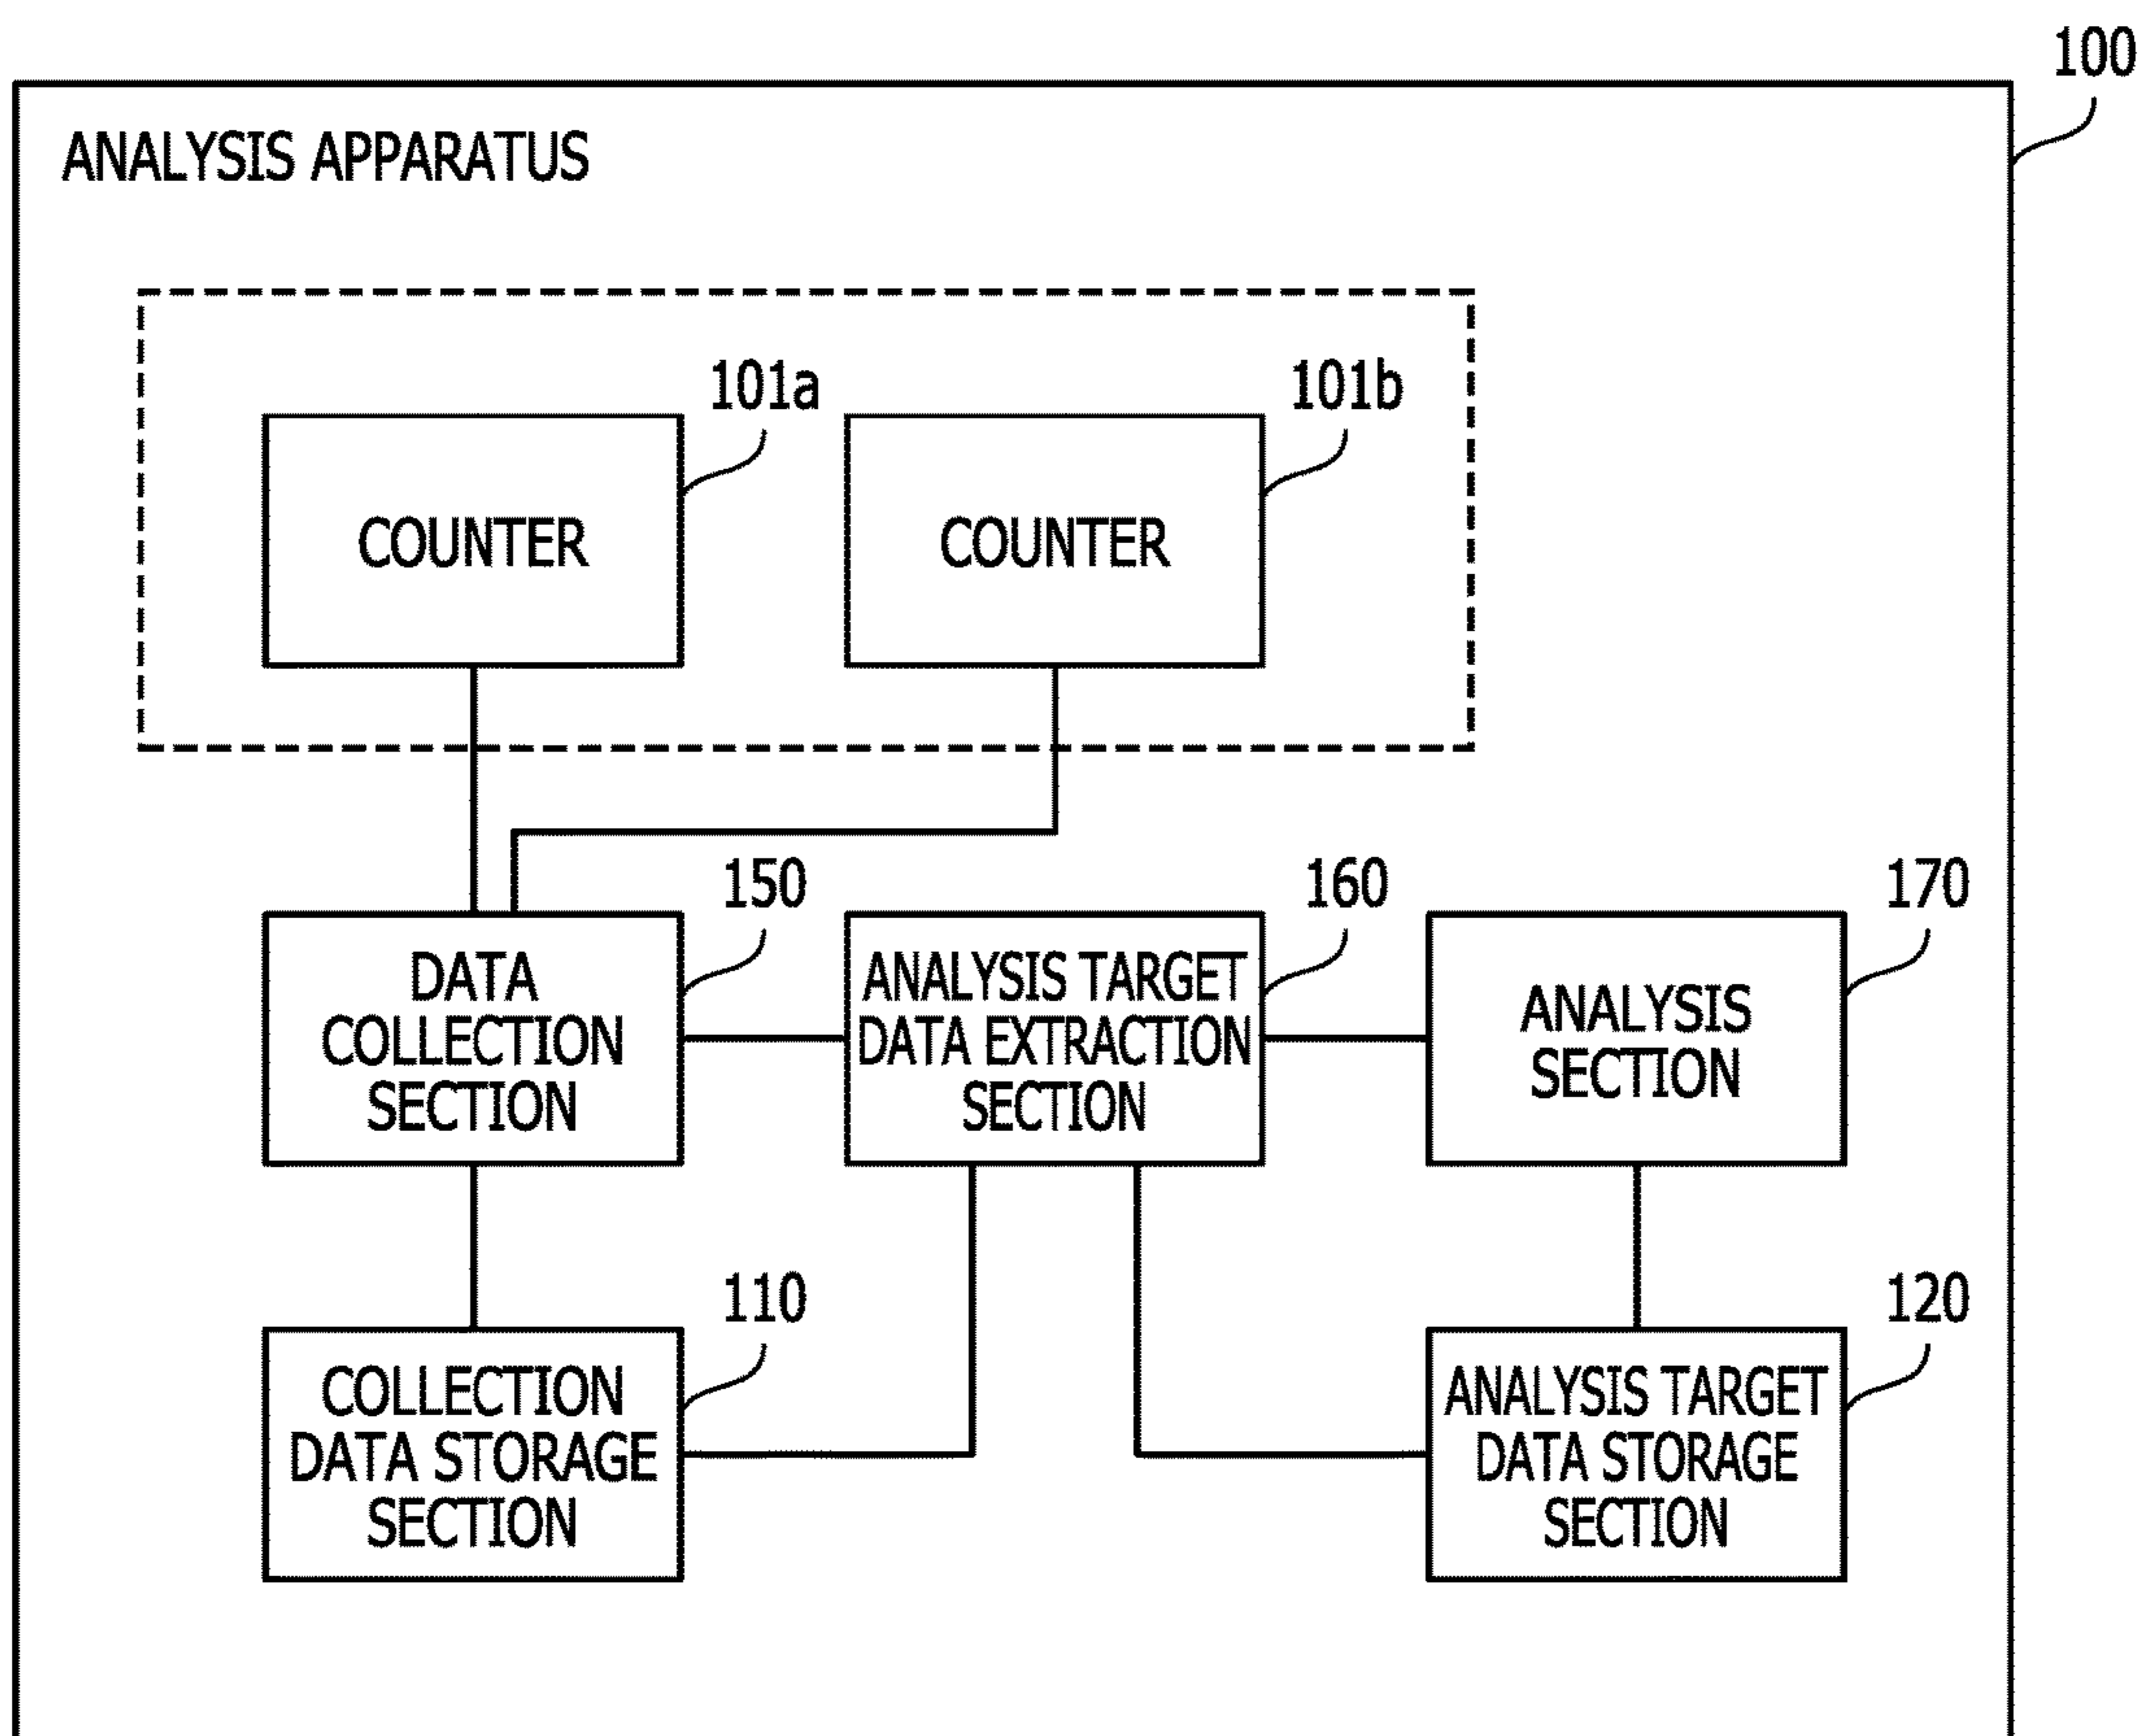 100
ANALYSIS APPARATUS
101a
101b
COUNTER
COUNTER
150
160
170
DATA
COLLECTION
SECTION
ANALYSIS TARGET
DATA EXTRACTION
SECTION
ANALYSIS
SECTION
110
120
COLLECTION
DATA STORAGE
SECTION
ANALYSIS TARGET
DATA STORAGE
SECTION